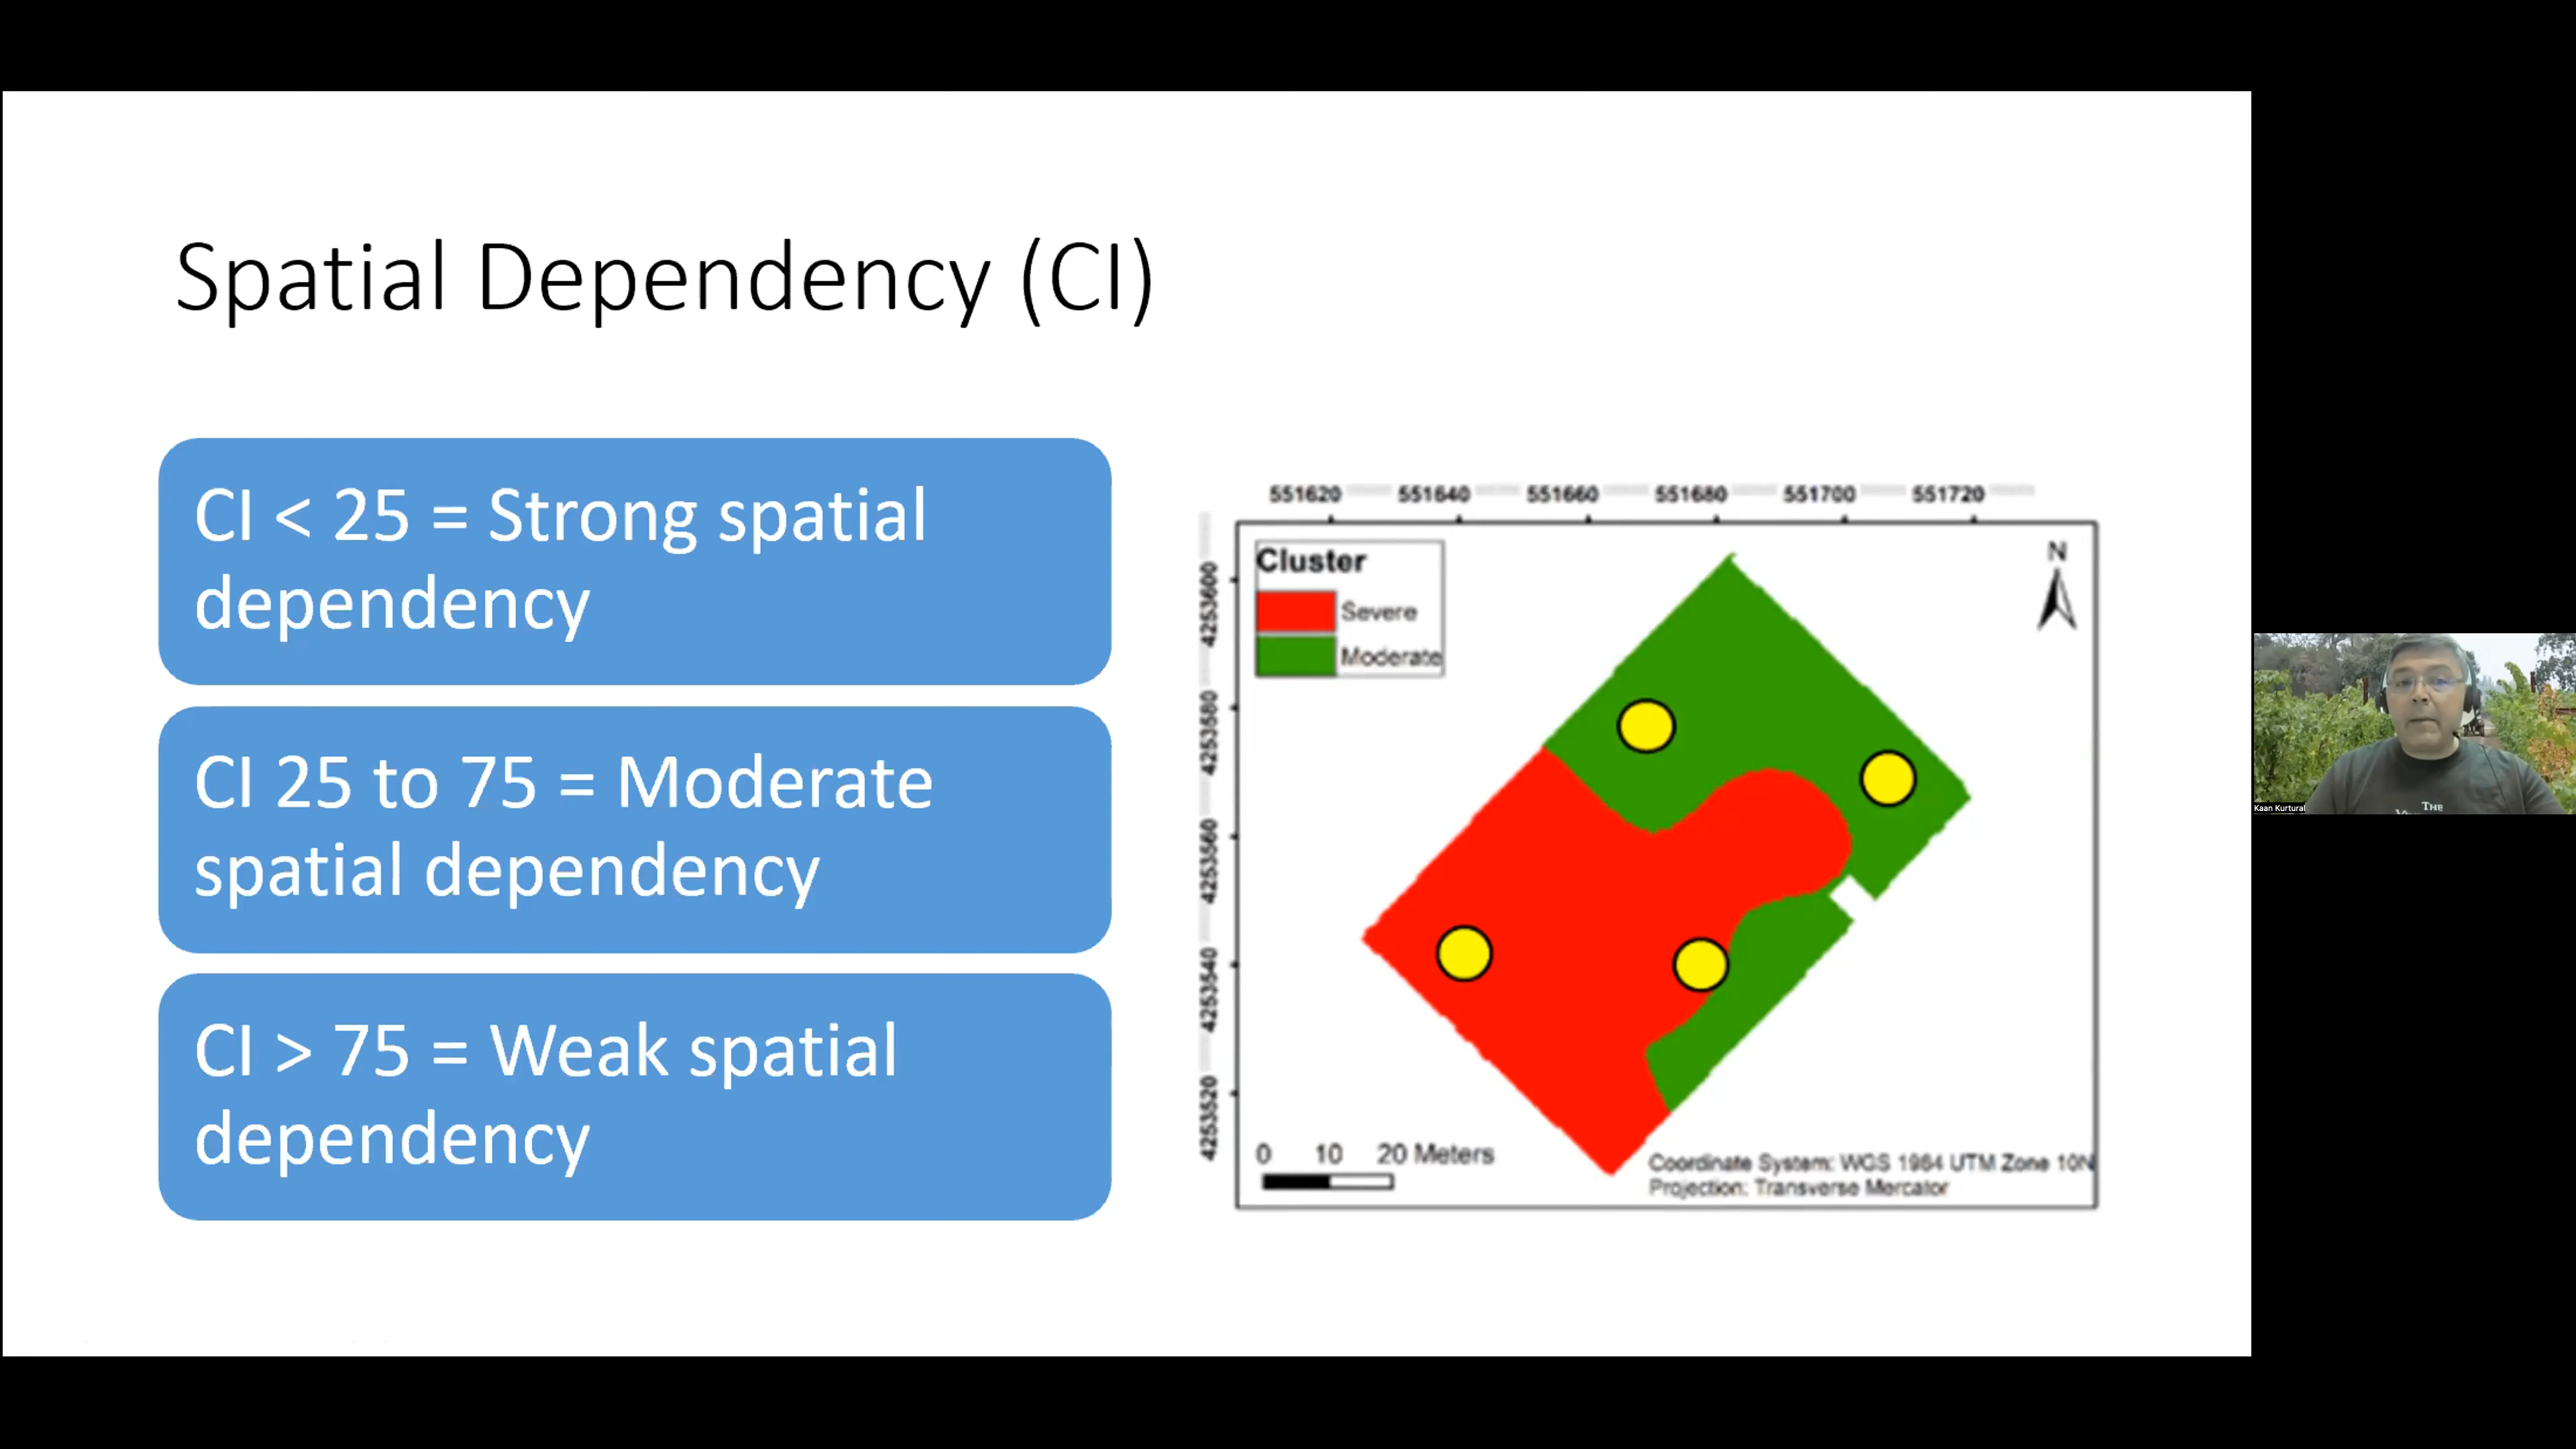 Spatial Dependency (CI)
CI < 25 = Strong spatial
dependency
CI 25 to 75 = Moderate
spatial dependency
CI > 75 = Weak spatial
dependency
551620 551640 551660 551680 551700 551720
4253600
4253580
4253560
4253540
4253520
Cluster
Severe
Moderate
N
0 10 20 Meters
Coordinate System: WGS 1984 UTM Zone 10N
Projection: Transverse Mercator
Kaan Kurtural
THE